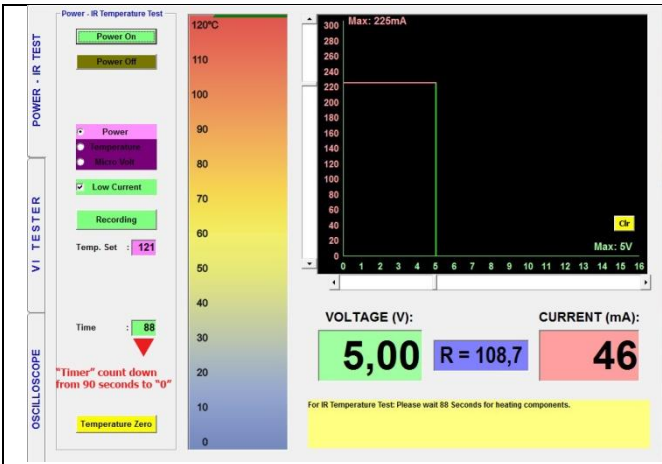 POWER - IR TEST
VI TESTER
OSCILLOSCOPE
Power - IR Temperature Test
Power On
Power Off
Power
Temperature
Micro Volt
Low Current
Recording
Temp. Set : 121
Time : 88
"Timer" count down
from 90 seconds to "0"
Temperature Zero
120°C
110
100
90
80
70
60
50
40
30
20
10
0
Max: 225mA
300
280
260
240
220
200
180
160
140
120
100
80
60
40
20
0
Clr
Max: 5V
0 1 2 3 4 5 6 7 8 9 10 11 12 13 14 15 16
VOLTAGE (V):
5,00
R = 108,7
CURRENT (mA):
46
For IR Temperature Test: Please wait 88 Seconds for heating components.